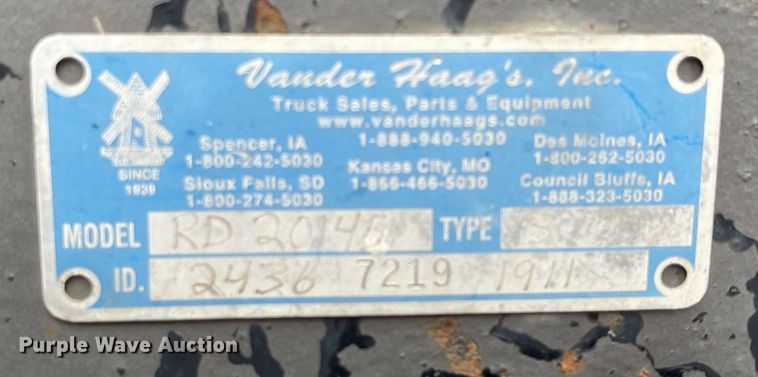 Vander Haag's, Inc.
Truck Sales, Parts & Equipment
www.vanderhaags.com
1-888-940-5030
Spencer, IA
1-800-242-5030
Des Moines, IA
1-800-262-5030
Kansas City, MO
1-866-466-5030
Sioux Falls, SD
1-800-274-5030
Council Bluffs, IA
1-888-323-5030
SINCE
1939
MODEL RD 2014 TYPE
ID. 2436 7219 1911
Purple Wave Auction